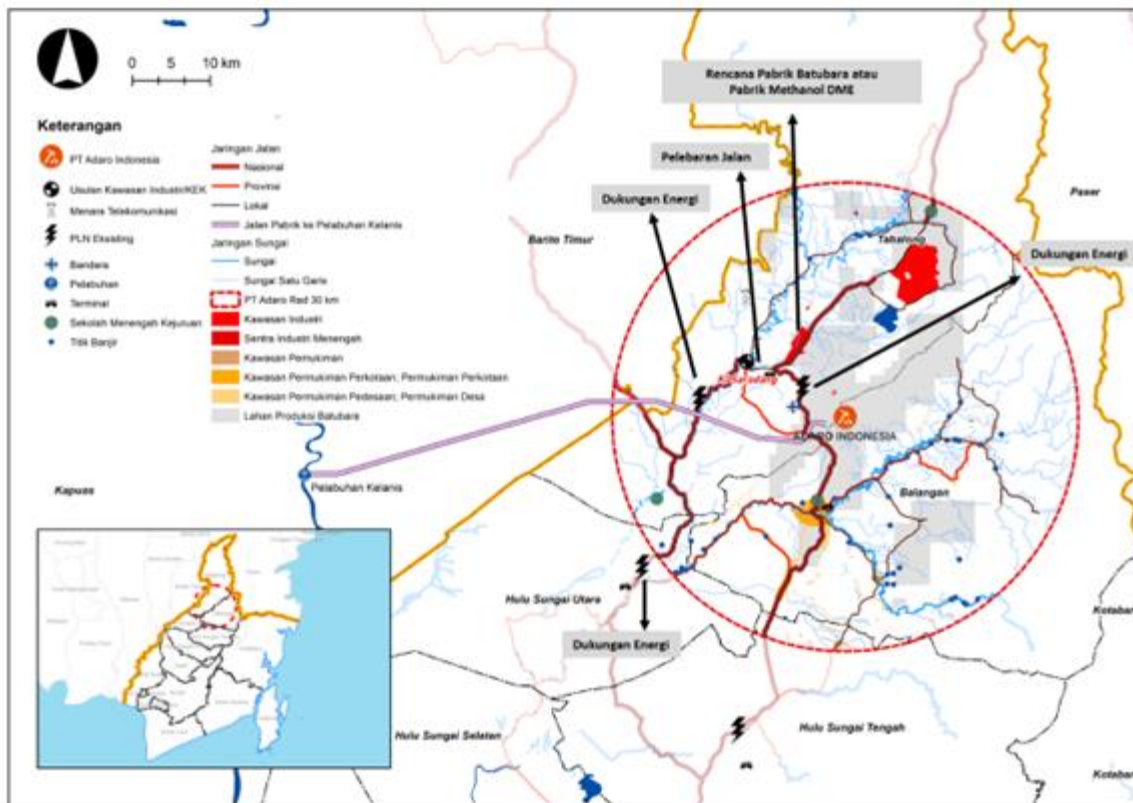 0 5 10 km
Keterangan
PT Adaro Indonesia
Usulan Kawasan Industri/KEK
Menara Telekomunikasi
PLN Eksisting
Bandara
Pelabuhan
Terminal
Sekolah Menengah Kejuruan
Titik Banjir
Jaringan Jalan
Nasional
Provinsi
Lokal
Jalan Pabrik ke Pelabuhan Kelanis
Jaringan Sungai
Sungai
Sungai Satu Garis
PT Adaro Rad 30 km
Kawasan Industri
Sentra Industri Menengah
Kawasan Pemukiman
Kawasan Permukiman Perkotaan; Permukiman Perkotaan
Kawasan Permukiman Pedesaan; Permukiman Desa
Lahan Produksi Batubara
Rencana Pabrik Batubara atau
Pabrik Methanol DME
Pelebaran Jalan
Dukungan Energi
Dukungan Energi
Barito Timur
Paser
Tabalong
ADARO INDONESIA
Balangan
Kapuas
Pelabuhan Kelanis
Hulu Sungai Utara
Dukungan Energi
Hulu Sungai Selatan
Hulu Sungai Tengah
Kotabaru
Kotabaru